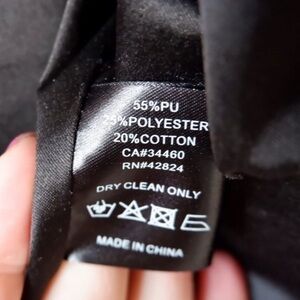 55%PU
25%POLYESTER
20%COTTON
CA#34460
RN#42824
DRY CLEAN ONLY
MADE IN CHINA